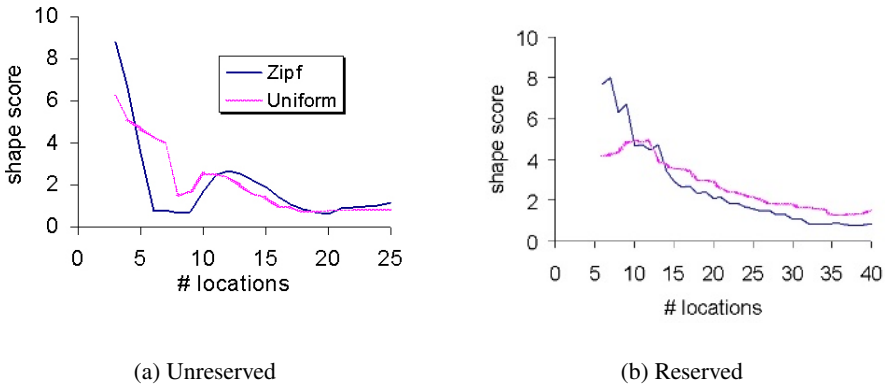 10
8
6
4
2
0
shape score
0 5 10 15 20 25
# locations
Zipf
Uniform
(a) Unreserved
10
8
6
4
2
0
shape score
0 5 10 15 20 25 30 35 40
# locations
(b) Reserved